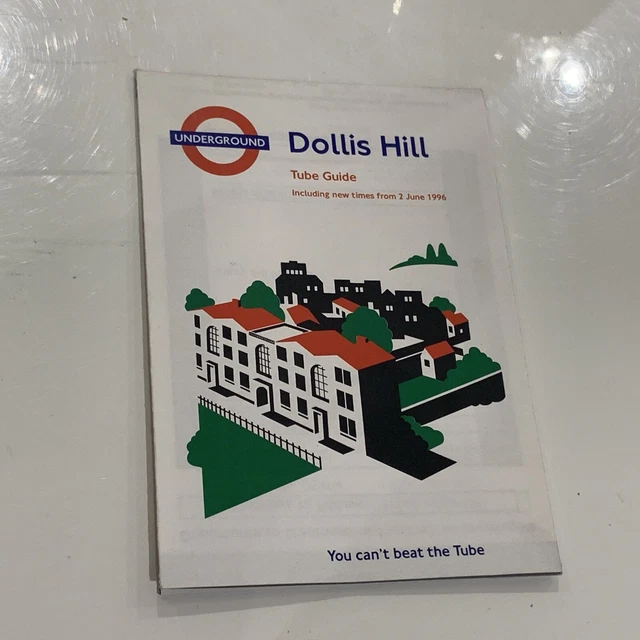 UNDERGROUND
Dollis Hill
Tube Guide
Including new times from 2 June 1996
You can't beat the Tube